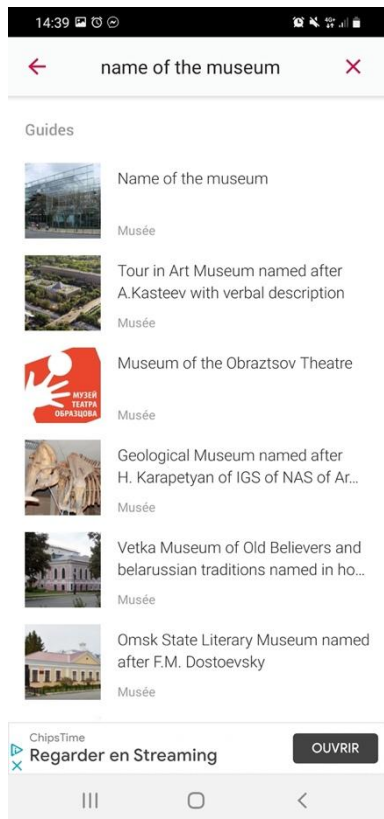 14:39
name of the museum
Guides
Name of the museum
Musée
Tour in Art Museum named after
A.Kasteev with verbal description
Musée
МУЗЕЙ
ТЕАТРА
ОБРАЗЦОВА
Museum of the Obraztsov Theatre
Musée
Geological Museum named after
H. Karapetyan of IGS of NAS of Ar...
Musée
Vetka Museum of Old Believers and
belarussian traditions named in ho...
Musée
Omsk State Literary Museum named
after F.M. Dostoevsky
Musée
ChipsTime
Regarder en Streaming
OUVRIR